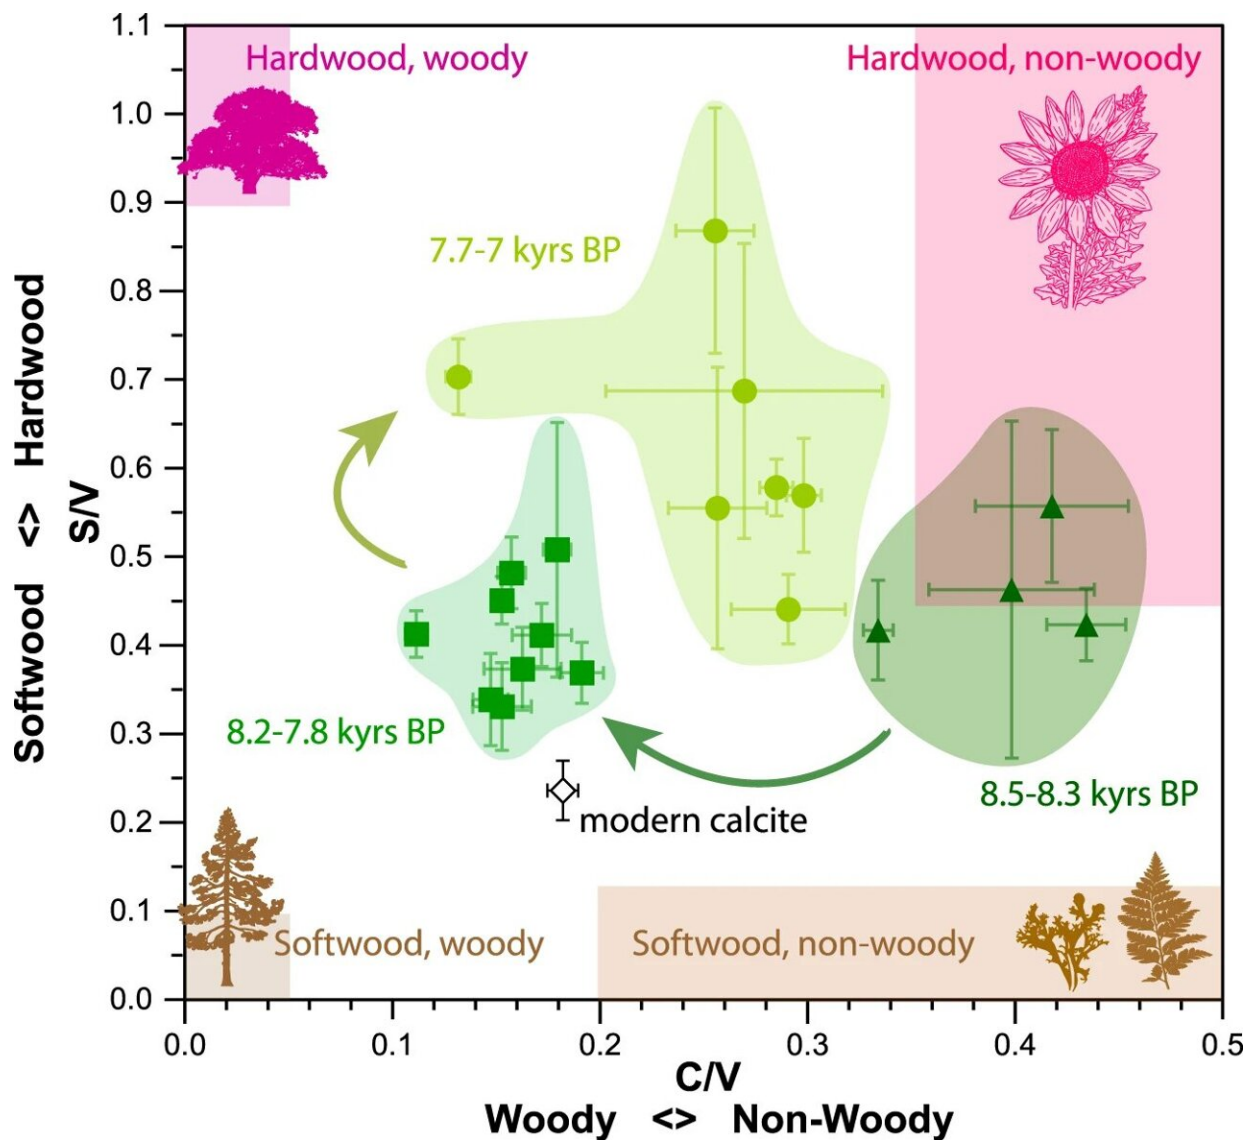 Hardwood, woody
Hardwood, non-woody
7.7-7 kyrs BP
8.2-7.8 kyrs BP
8.5-8.3 kyrs BP
modern calcite
Softwood, woody
Softwood, non-woody
1.1
1.0
0.9
0.8
0.7
0.6
0.5
0.4
0.3
0.2
0.1
0.0
Softwood <> Hardwood
S/V
0.0 0.1 0.2 0.3 0.4 0.5
C/V
Woody <> Non-Woody